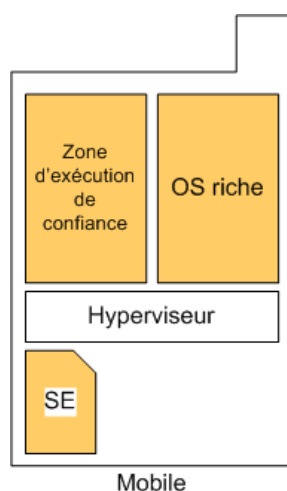 Zone
d'exécution
de
confiance
OS riche
Hyperviseur
SE
Mobile